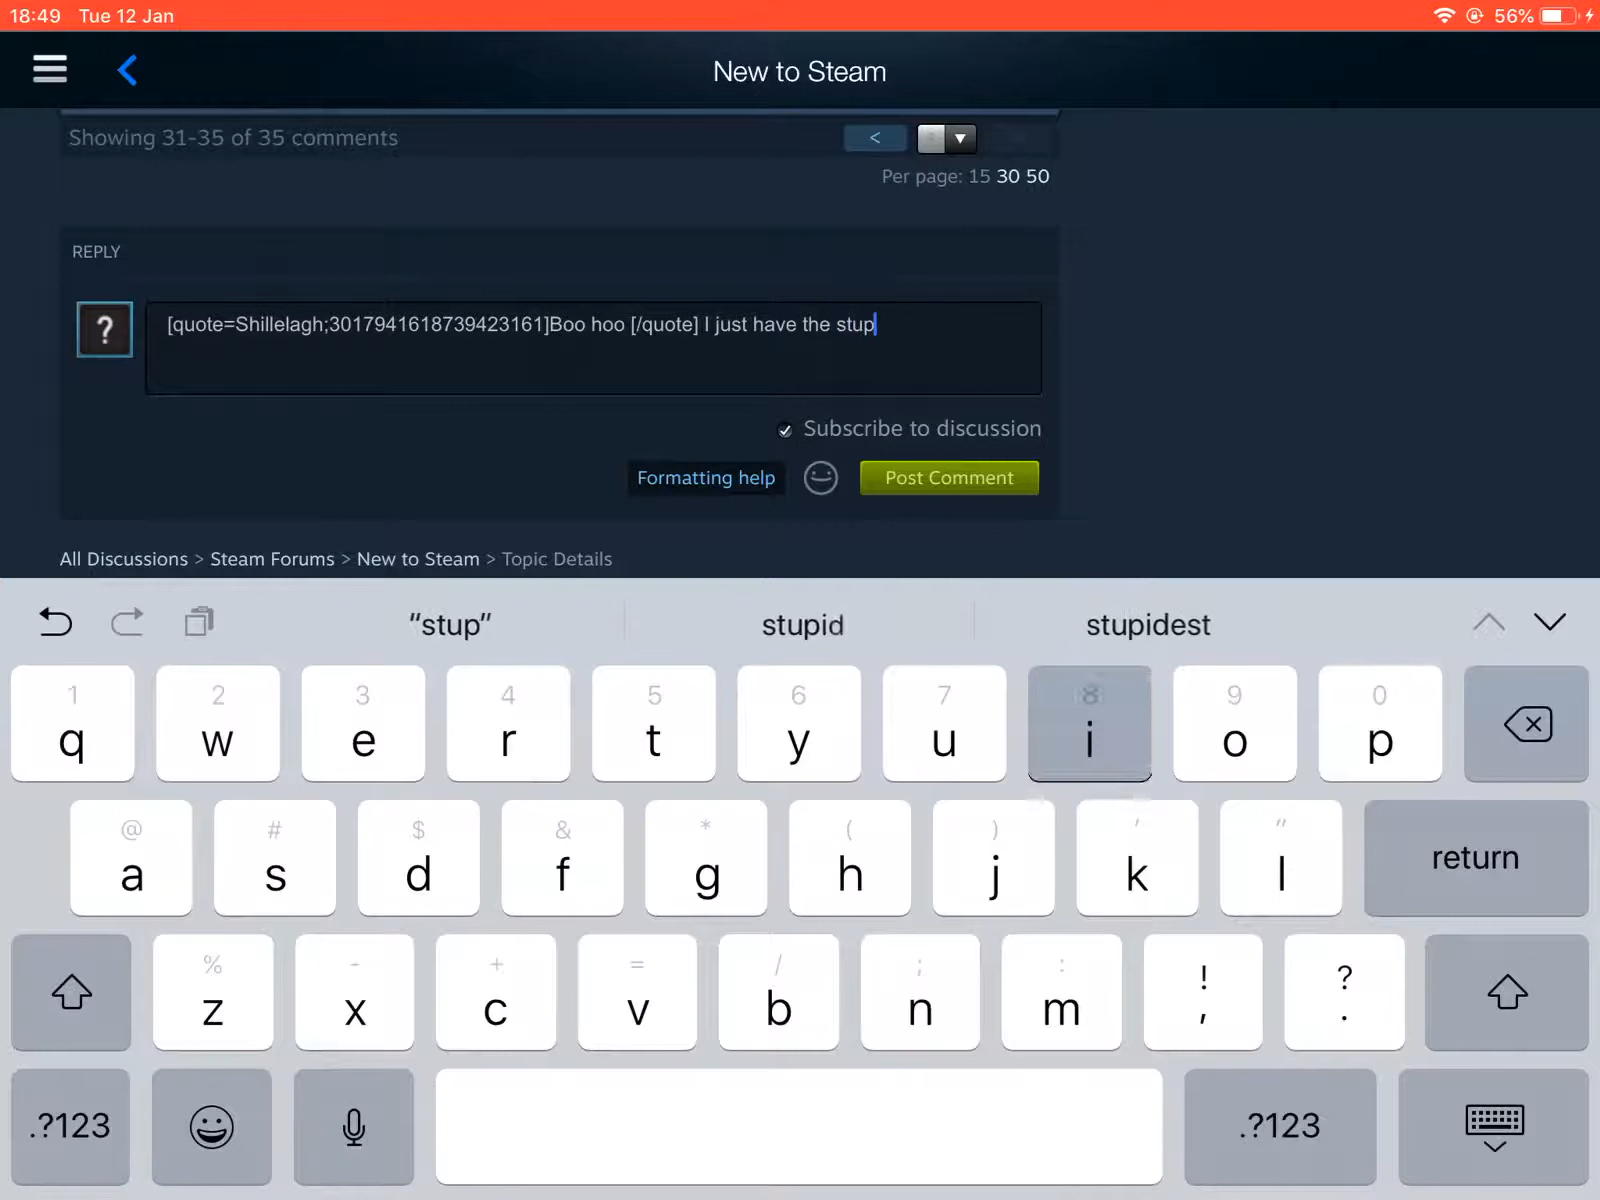 18:49 Tue 12 Jan 56%
New to Steam
Showing 31-35 of 35 comments <
Per page: 15 30 50
REPLY
? [quote=Shillelagh;3017941618739423161]Boo hoo [/quote] I just have the stup
Subscribe to discussion
Formatting help Post Comment
All Discussions > Steam Forums > New to Steam > Topic Details
“stup” stupid stupidest
1 2 3 4 5 6 7 8 9 0
q w e r t y u i o p
@ # $ & * ( ) ' "
a s d f g h j k l return
% - + = / ; : ! ?
z x c v b n m , .
.?123 .?123